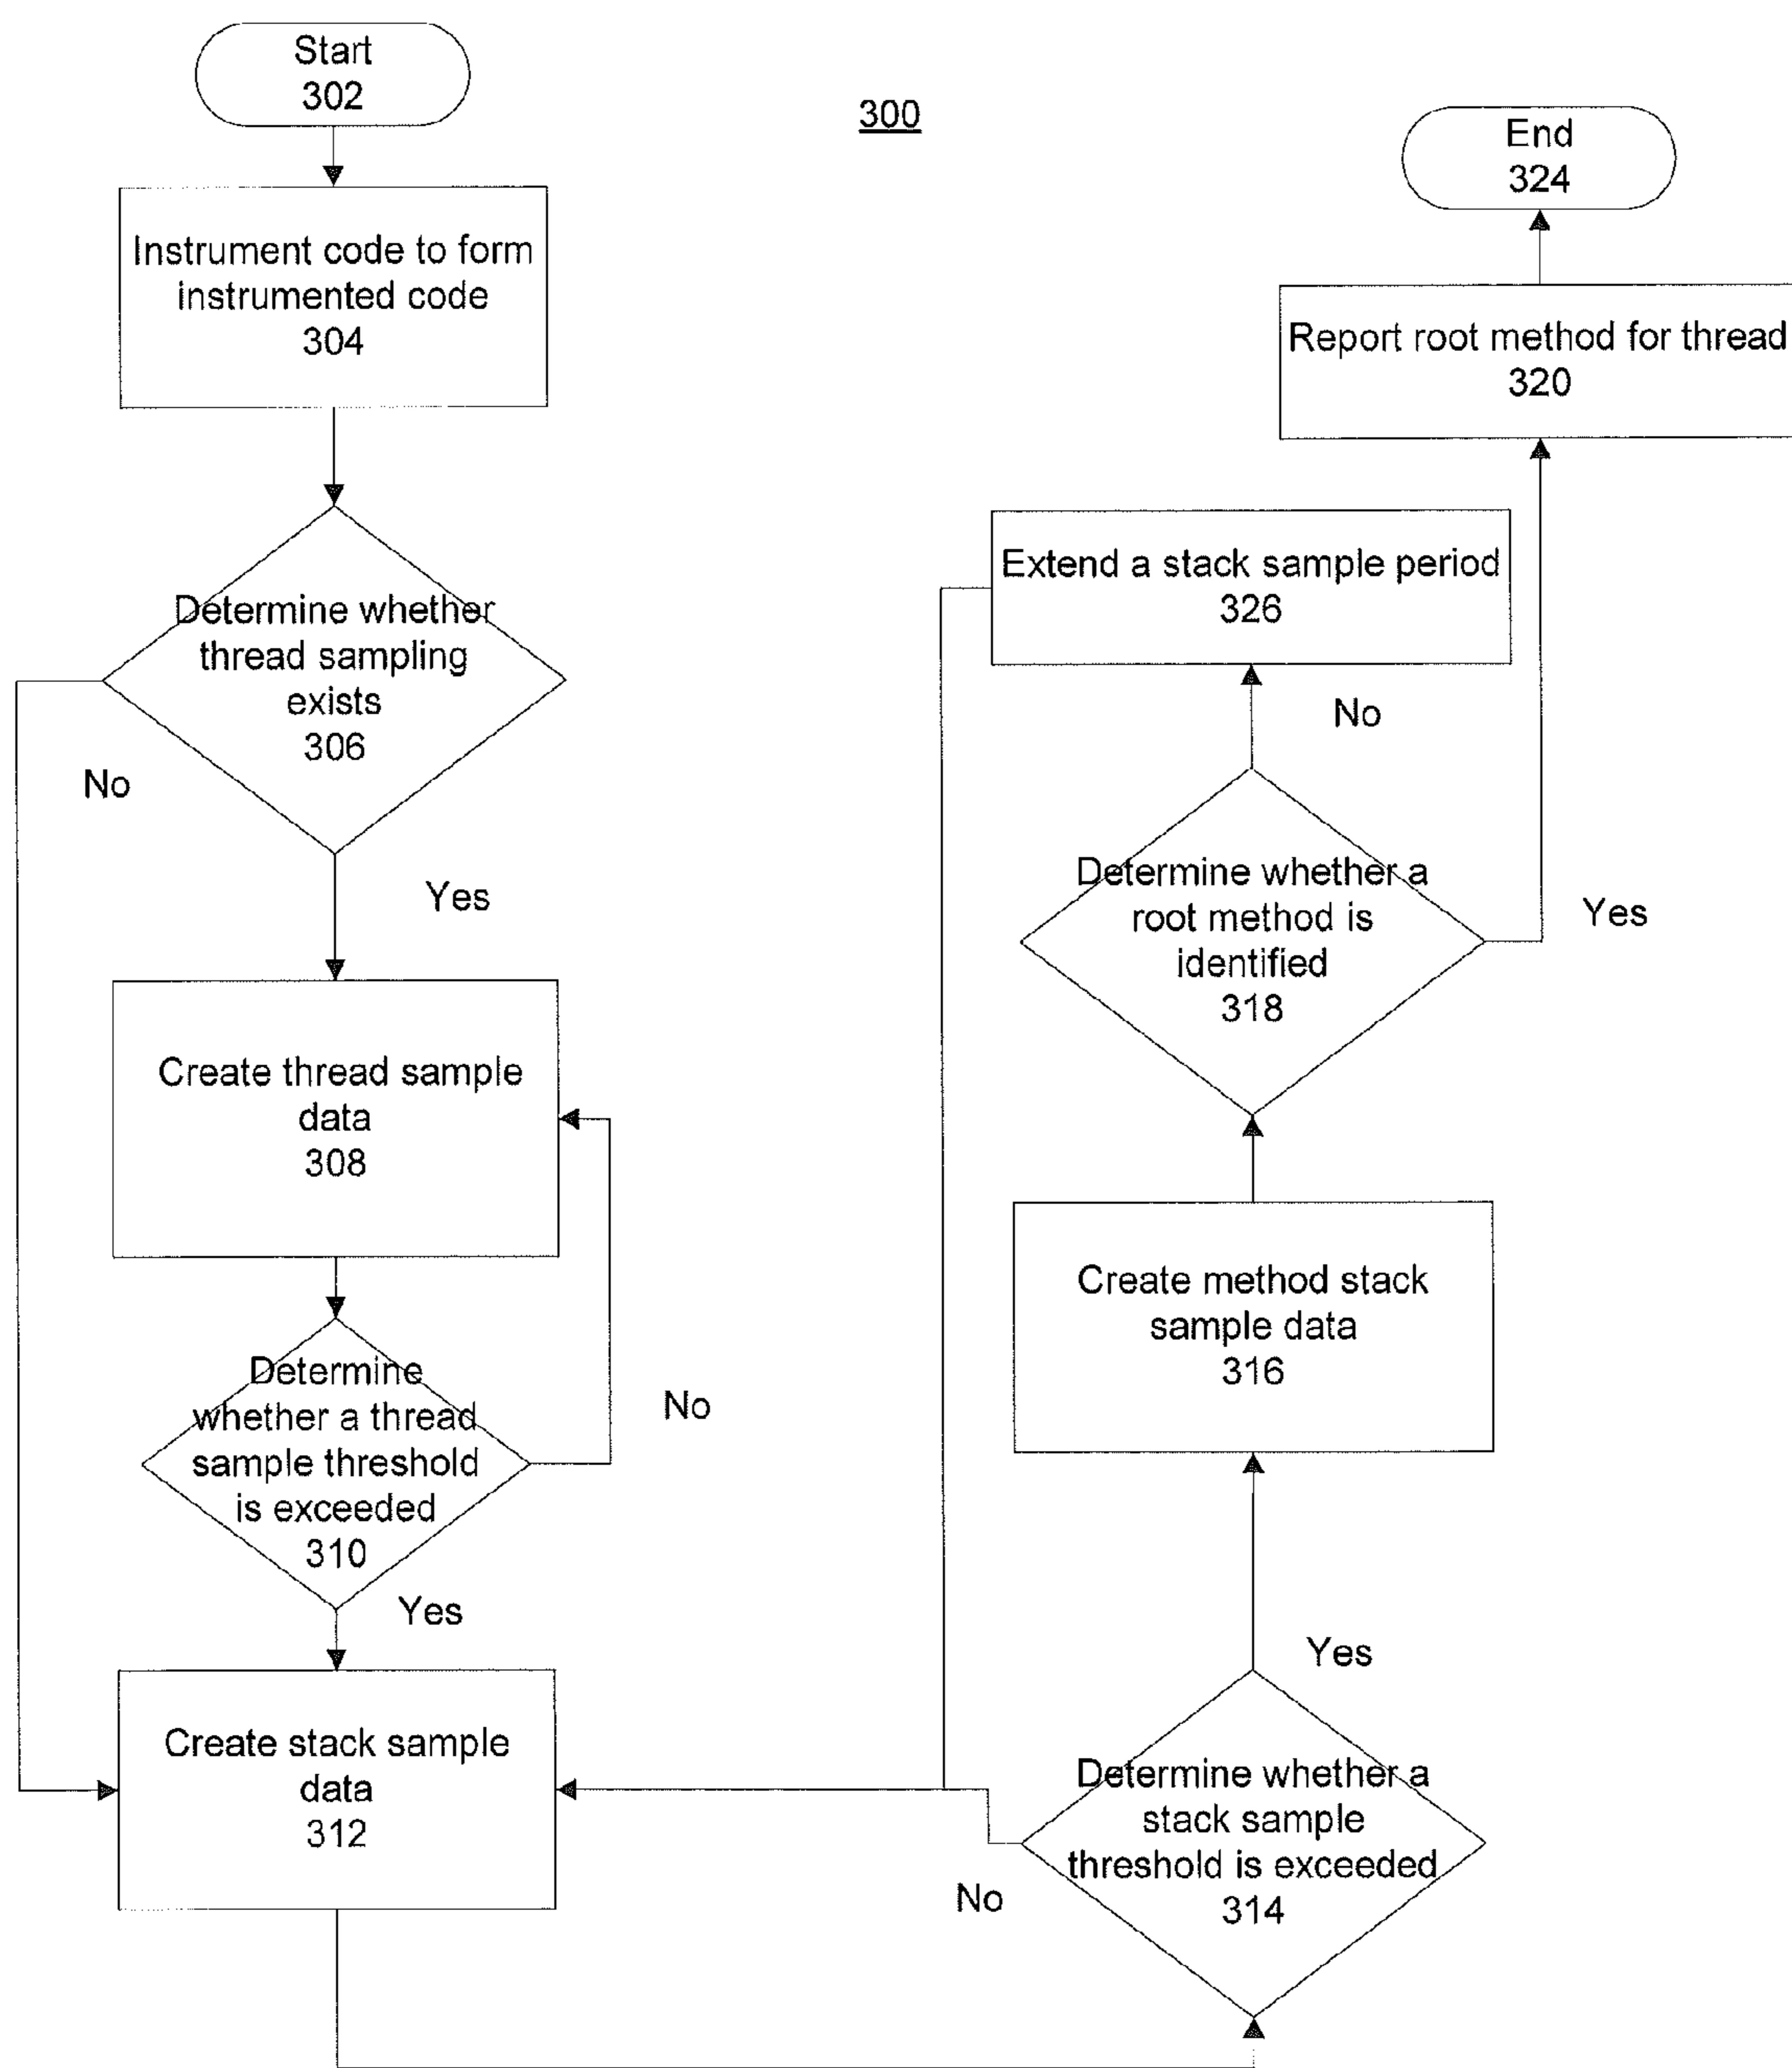 Start
302
300
Instrument code to form
instrumented code
304
Determine whether
thread sampling
exists
306
No
Yes
Create thread sample
data
308
Determine
whether a thread
sample threshold
is exceeded
310
No
Yes
Create stack sample
data
312
End
324
Report root method for thread
320
Extend a stack sample period
326
No
Determine whether a
root method is
identified
318
Yes
Create method stack
sample data
316
Yes
Determine whether a
stack sample
threshold is exceeded
314
No